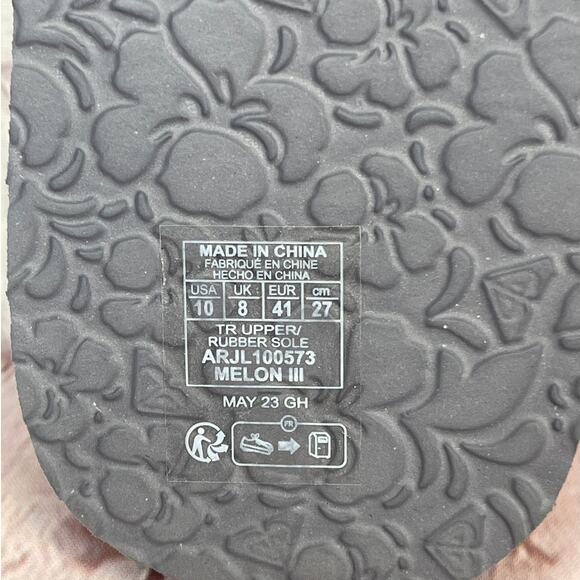 MADE IN CHINA
FABRIQUÉ EN CHINE
HECHO EN CHINA
USA UK EUR cm
10 8 41 27
TR UPPER/
RUBBER SOLE
ARJL100573
MELON III
MAY 23 GH
FR